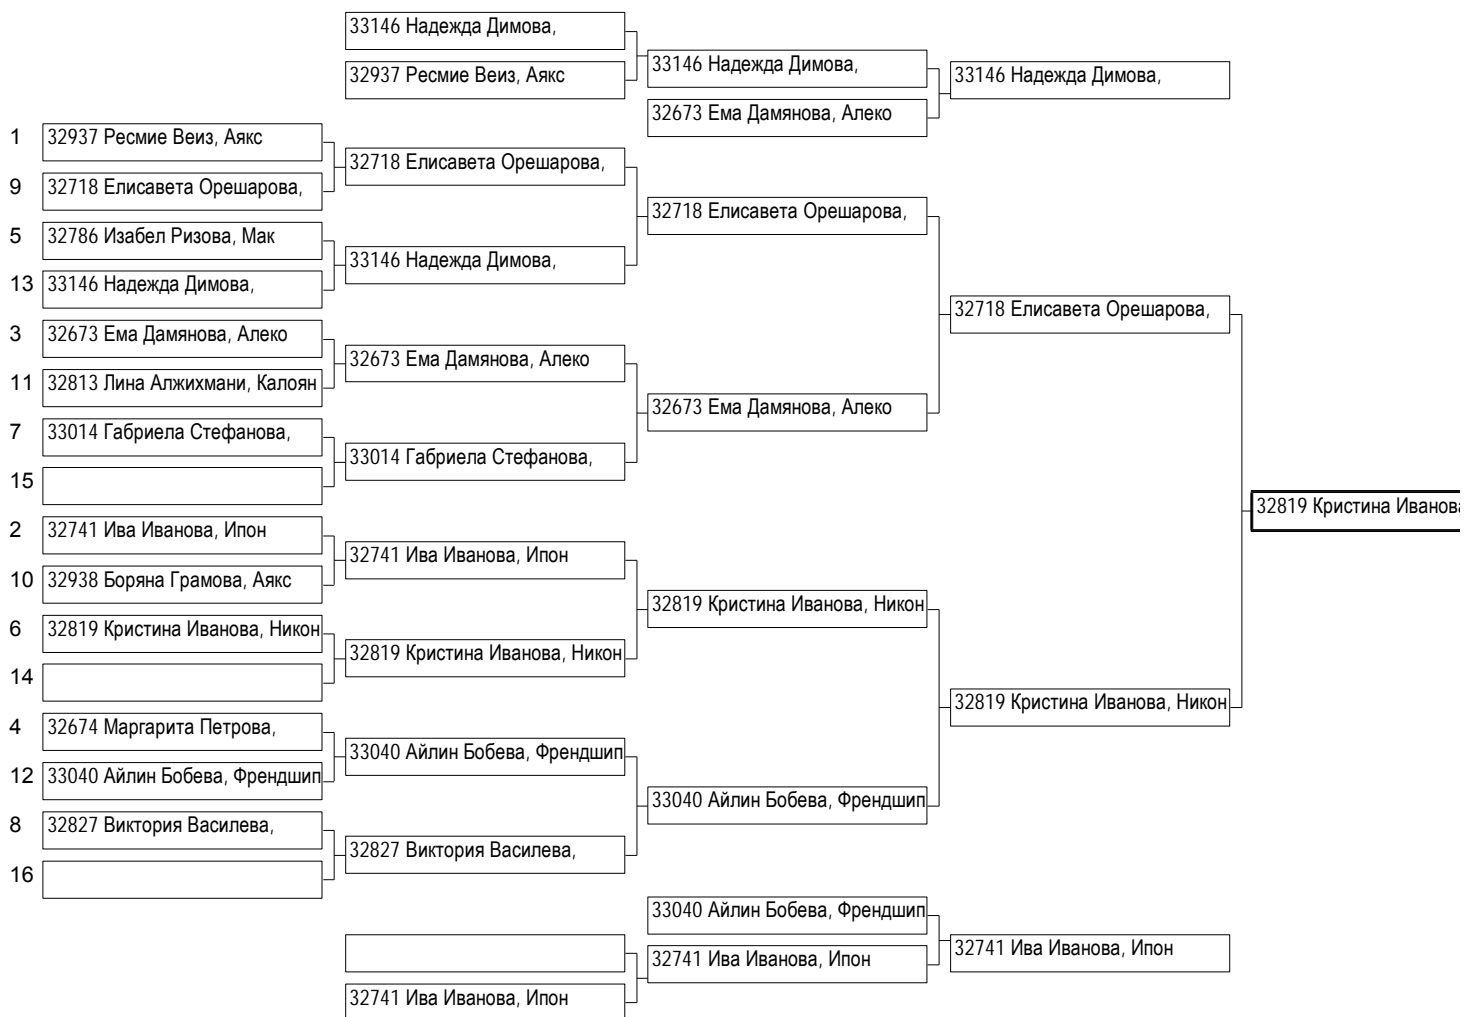 33146 Надежда Димова,
32937 Ресмие Веиз, Аякс
33146 Надежда Димова,
32673 Ема Дамянова, Алеко
33146 Надежда Димова,
1 32937 Ресмие Веиз, Аякс
9 32718 Елисавета Орешарова,
5 32786 Изабел Ризова, Мак
13 33146 Надежда Димова,
3 32673 Ема Дамянова, Алеко
11 32813 Лина Алжихмани, Калоян
7 33014 Габриела Стефанова,
15
2 32741 Ива Иванова, Ипон
10 32938 Боряна Грамова, Аякс
6 32819 Кристина Иванова, Никон
14
4 32674 Маргарита Петрова,
12 33040 Айлин Бобева, Френдшип
8 32827 Виктория Василева,
16
32718 Елисавета Орешарова,
33146 Надежда Димова,
32673 Ема Дамянова, Алеко
33014 Габриела Стефанова,
32741 Ива Иванова, Ипон
32819 Кристина Иванова, Никон
33040 Айлин Бобева, Френдшип
32827 Виктория Василева,
32718 Елисавета Орешарова,
32673 Ема Дамянова, Алеко
32819 Кристина Иванова, Никон
33040 Айлин Бобева, Френдшип
32718 Елисавета Орешарова,
32819 Кристина Иванова, Никон
32819 Кристина Иванова
32741 Ива Иванова, Ипон
33040 Айлин Бобева, Френдшип
32741 Ива Иванова, Ипон
32741 Ива Иванова, Ипон